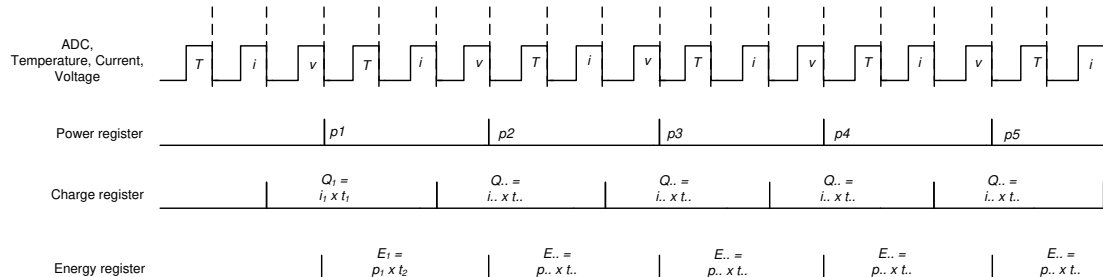 ADC,
Temperature, Current,
Voltage
T i v T i v T i v T i v T i v T i
Power register
p1 p2 p3 p4 p5
Charge register
Q1 = Q.. = Q.. = Q.. = Q.. =
i1 x t1 i.. x t.. i.. x t.. i.. x t.. i.. x t..
Energy register
E1 = E.. = E.. = E.. = E.. =
p1 x t2 p.. x t.. p.. x t.. p.. x t.. p.. x t..